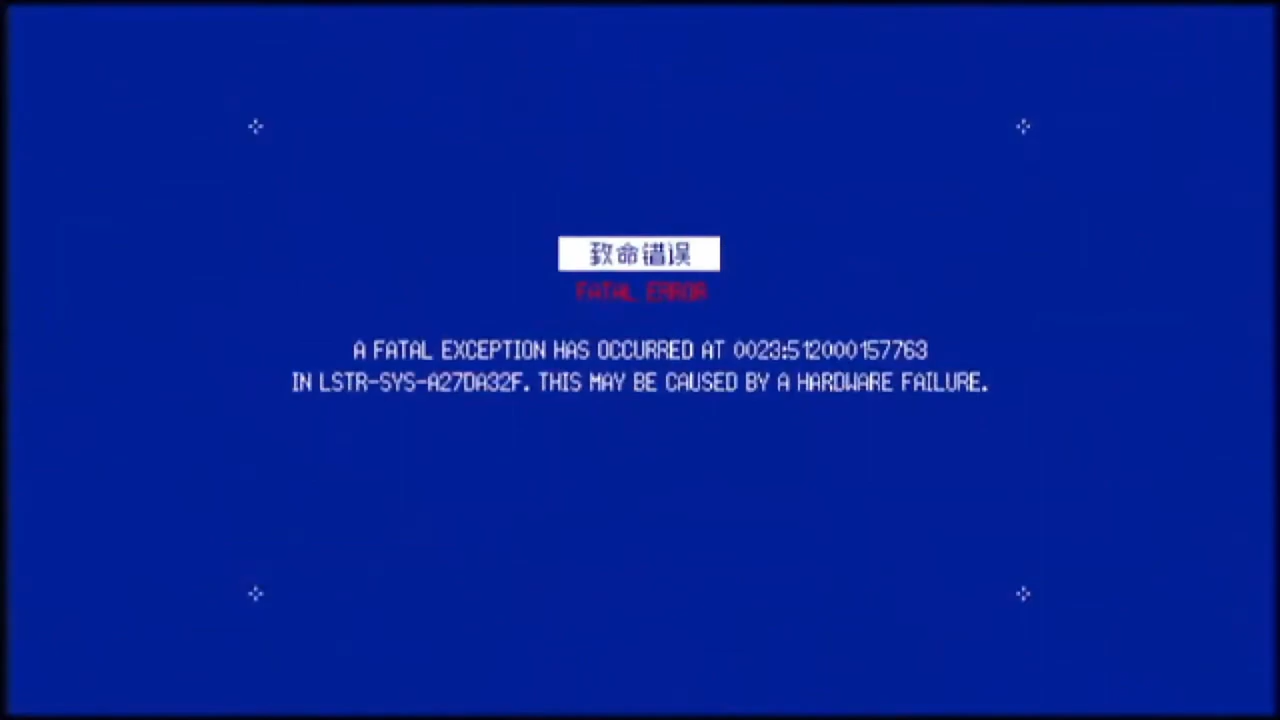 致命错误
FATAL ERROR
A FATAL EXCEPTION HAS OCCURRED AT 0023:512000157763
IN LSTR-SYS-A27DA32F. THIS MAY BE CAUSED BY A HARDWARE FAILURE.